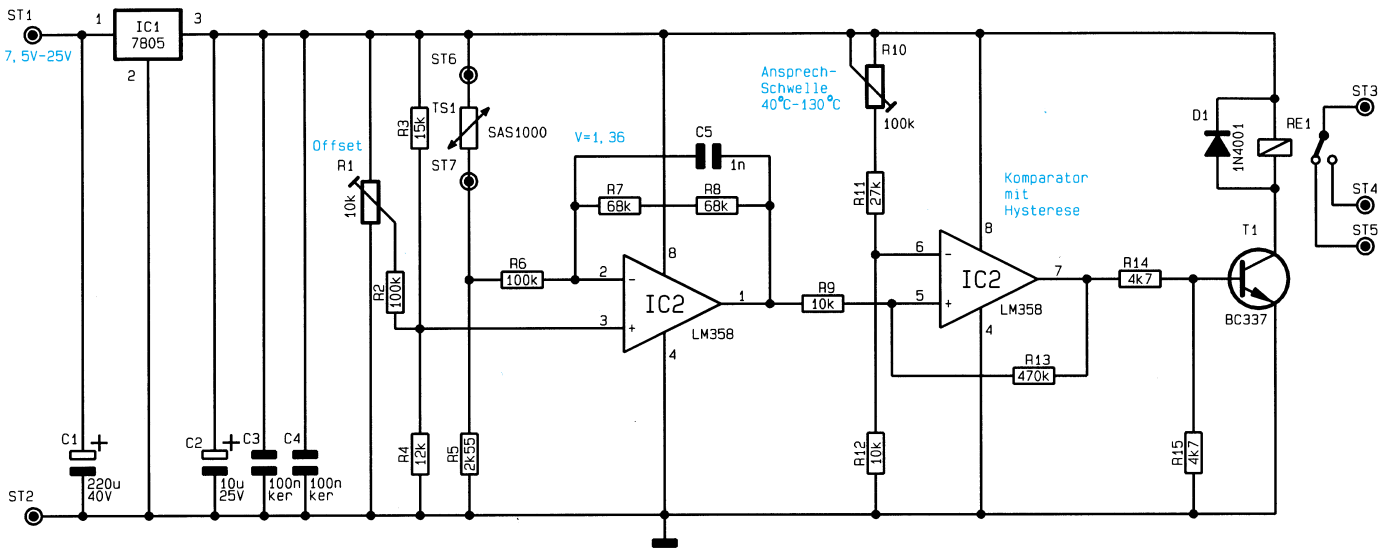 ST1
1
IC1
7805
3
2
7,5V-25V
ST6
TS1
SAS1000
ST7
R3
15k
Offset
R1
10k
R2
100k
V=1,36
C5
1n
R7
68k
R8
68k
R6
100k
2
-
3
+
IC2
8
1
LM358
4
Ansprech-
Schwelle
40°C-130°C
R10
100k
R11
27k
Komparator
mit
Hysterese
R9
10k
6
-
5
+
IC2
8
7
LM358
4
R13
470k
R14
4k7
T1
BC337
D1
1N4001
RE1
ST3
ST4
ST5
C1
+
220u
40V
C2
+
10u
25V
C3
100n
ker
C4
100n
ker
R4
12k
R5
2k55
R12
10k
R15
4k7
ST2